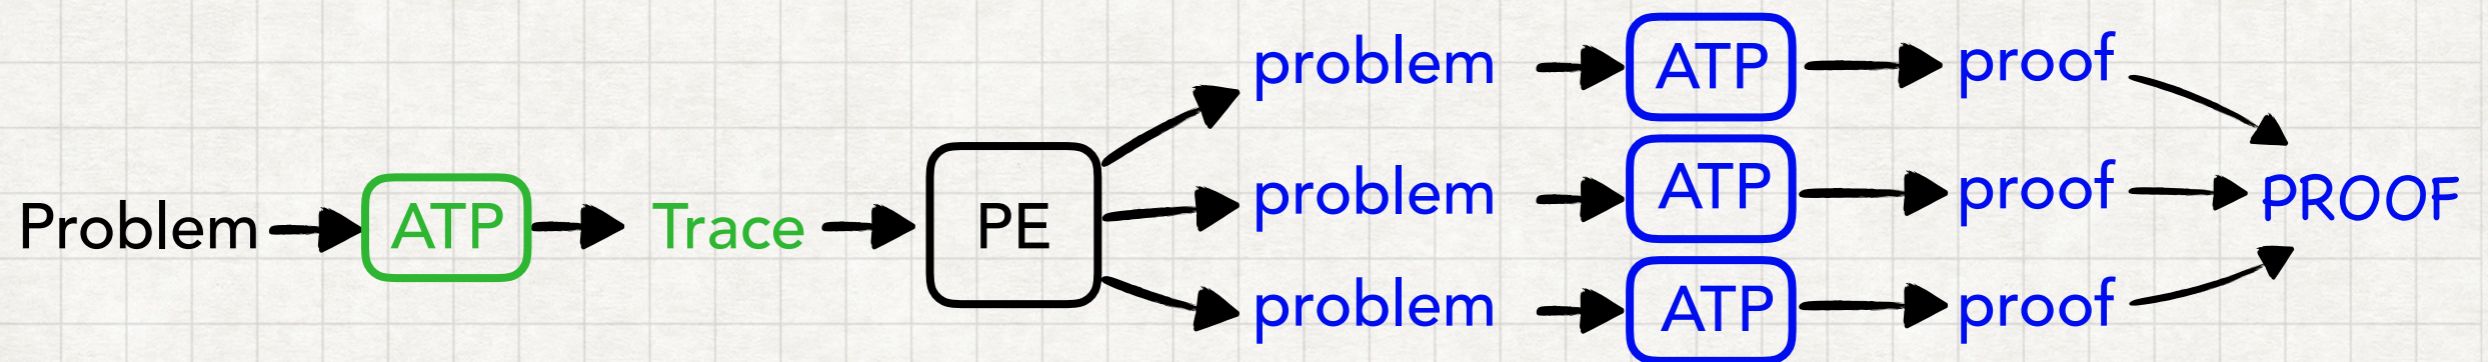 problem ATP proof
Problem ATP Trace PE problem ATP proof PROOF
problem ATP proof